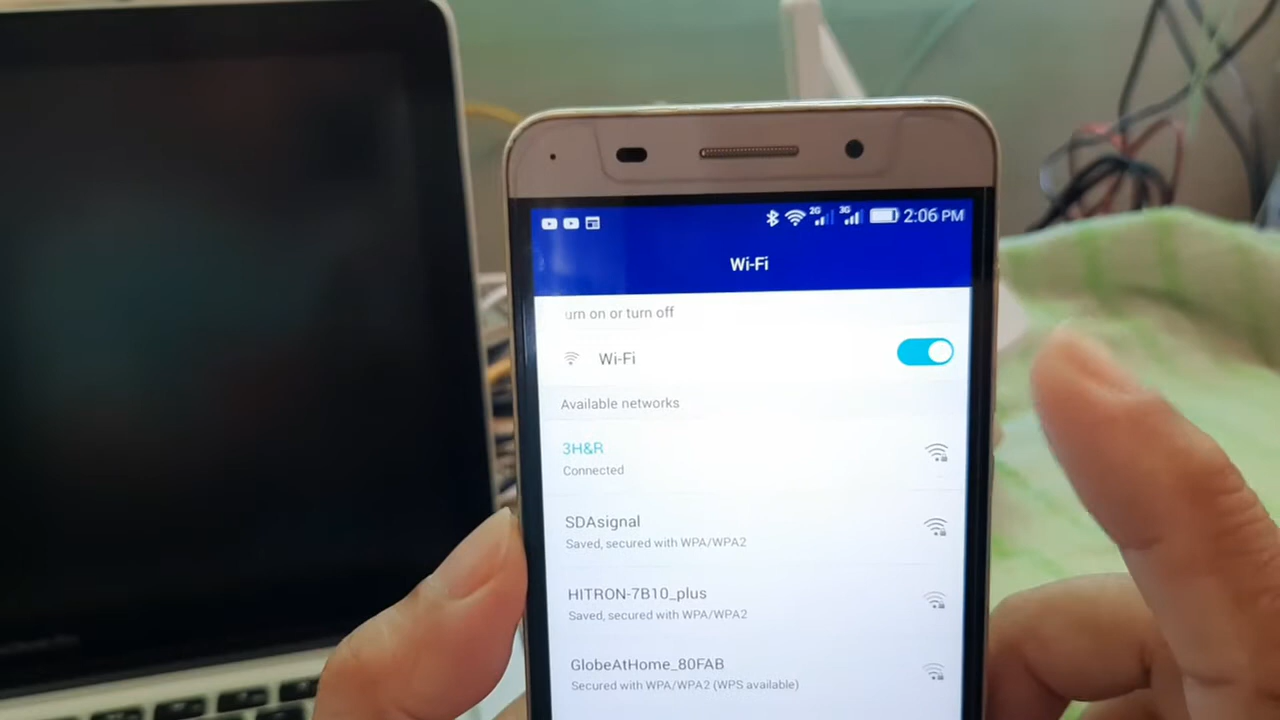 2G 3G 2:06 PM
Wi-Fi
urn on or turn off
Wi-Fi
Available networks
3H&R
Connected
SDAsignal
Saved, secured with WPA/WPA2
HITRON-7B10_plus
Saved, secured with WPA/WPA2
GlobeAtHome_80FAB
Secured with WPA/WPA2 (WPS available)